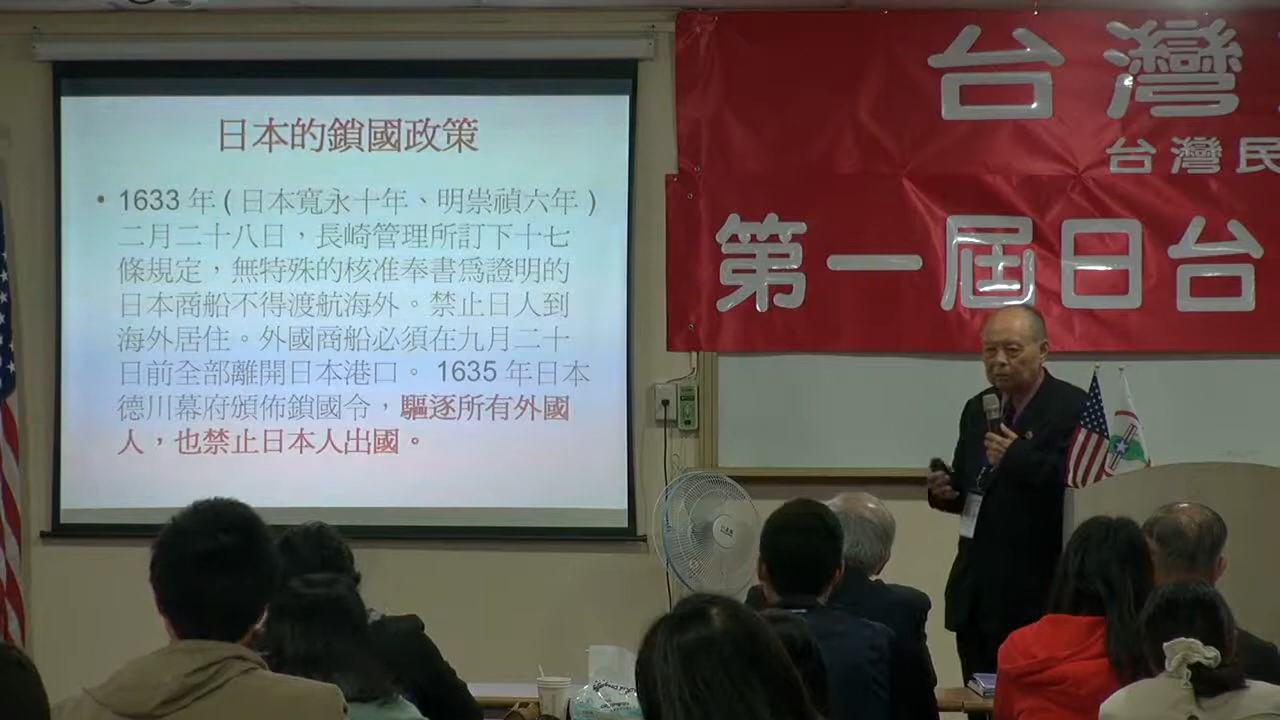 日本的鎖國政策
• 1633 年 ( 日本寬永十年、明崇禎六年 )
二月二十八日，長崎管理所訂下十七
條規定，無特殊的核准奉書爲證明的
日本商船不得渡航海外。禁止日人到
海外居住。外國商船必須在九月二十
日前全部離開日本港口。 1635 年日本
德川幕府頒佈鎖國令，驅逐所有外國
人，也禁止日本人出國。
台灣
台灣民
第一屆日台